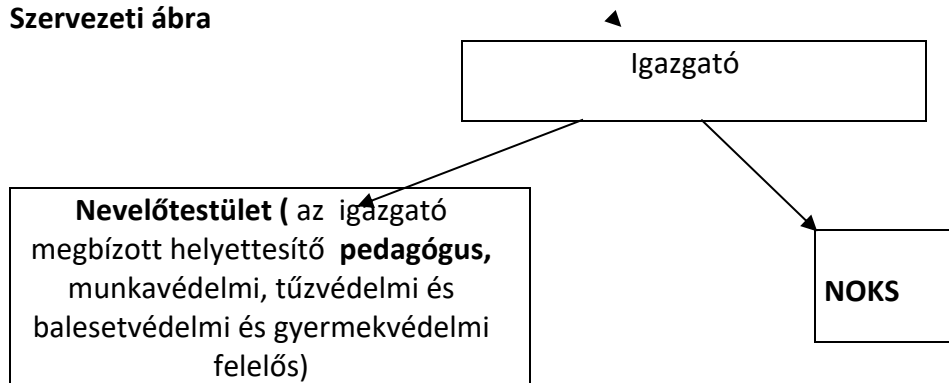 Szervezeti ábra
Igazgató
Nevelőtestület ( az igazgató
megbízott helyettesítő pedagógus,
munkavédelmi, tűzvédelmi és
balesetvédelmi és gyermekvédelmi
felelős)
NOKS